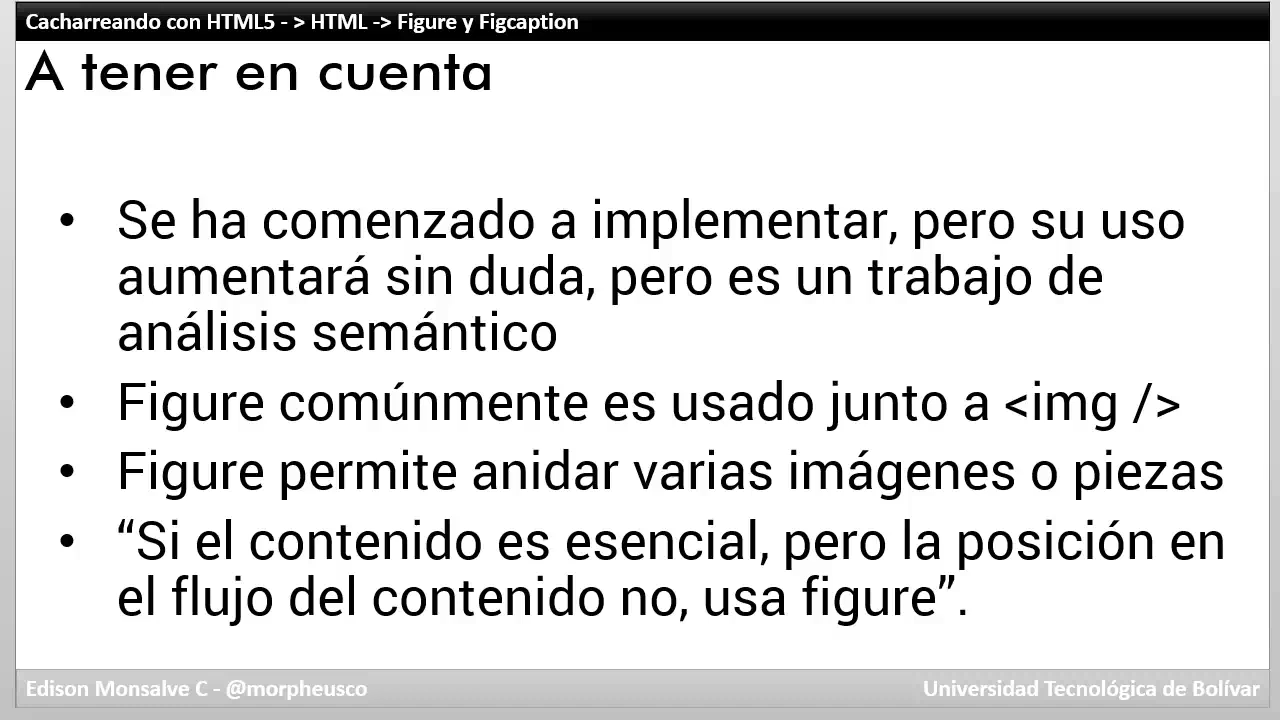 Cacharreando con HTML5 - > HTML -> Figure y Figcaption
A tener en cuenta
• Se ha comenzado a implementar, pero su uso
aumentará sin duda, pero es un trabajo de
análisis semántico
• Figure comúnmente es usado junto a <img />
• Figure permite anidar varias imágenes o piezas
• “Si el contenido es esencial, pero la posición en
el flujo del contenido no, usa figure”.
Edison Monsalve C - @morpheusco
Universidad Tecnológica de Bolívar